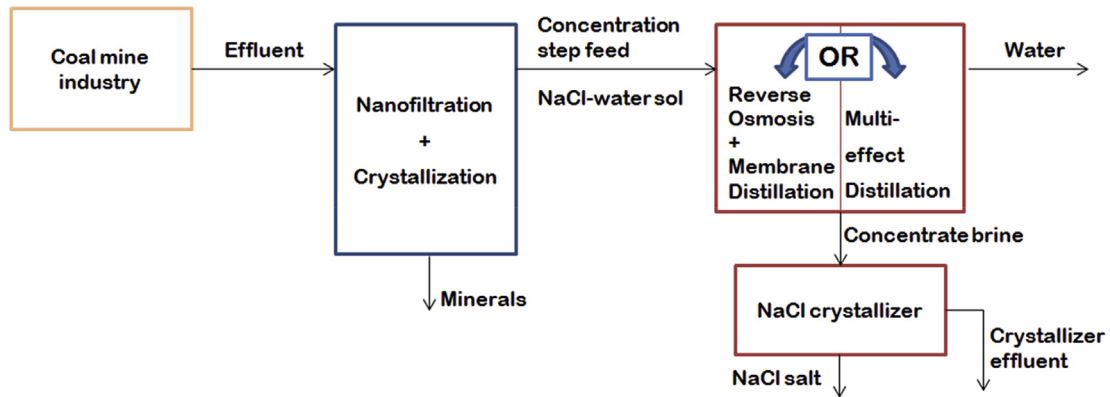 Coal mine
industry
Effluent
Nanofiltration
+
Crystallization
Minerals
Concentration
step feed
NaCl-water sol
OR
Reverse
Osmosis
+
Membrane
Distillation
Multi-
effect
Distillation
Water
Concentrate brine
NaCl crystallizer
NaCl salt
Crystallizer
effluent